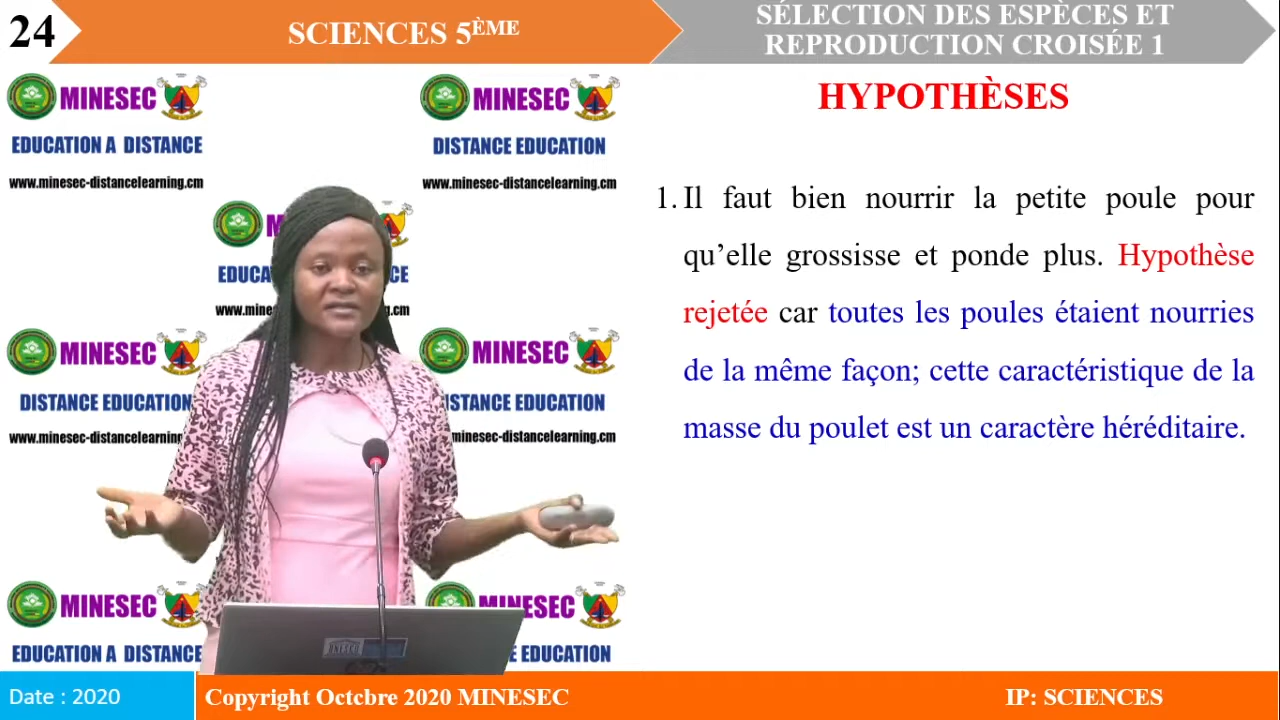 24
SCIENCES 5ÈME
SÉLECTION DES ESPÈCES ET
REPRODUCTION CROISÉE 1
MINESEC
EDUCATION A DISTANCE
www.minesec-distancelearning.cm
MINESEC
DISTANCE EDUCATION
www.minesec-distancelearning.cm
MINESEC
DISTANCE EDUCATION
MINESEC
EDUCATION
minesec-distancelearning.cm
MINESEC
EDUCATION A DISTANCE
MINESEC
EDUCATION
UNESCO
HYPOTHÈSES
1. Il faut bien nourrir la petite poule pour
qu’elle grossisse et ponde plus. Hypothèse
rejetée car toutes les poules étaient nourries
de la même façon; cette caractéristique de la
masse du poulet est un caractère héréditaire.
Date : 2020
Copyright Octcbre 2020 MINESEC
IP: SCIENCES